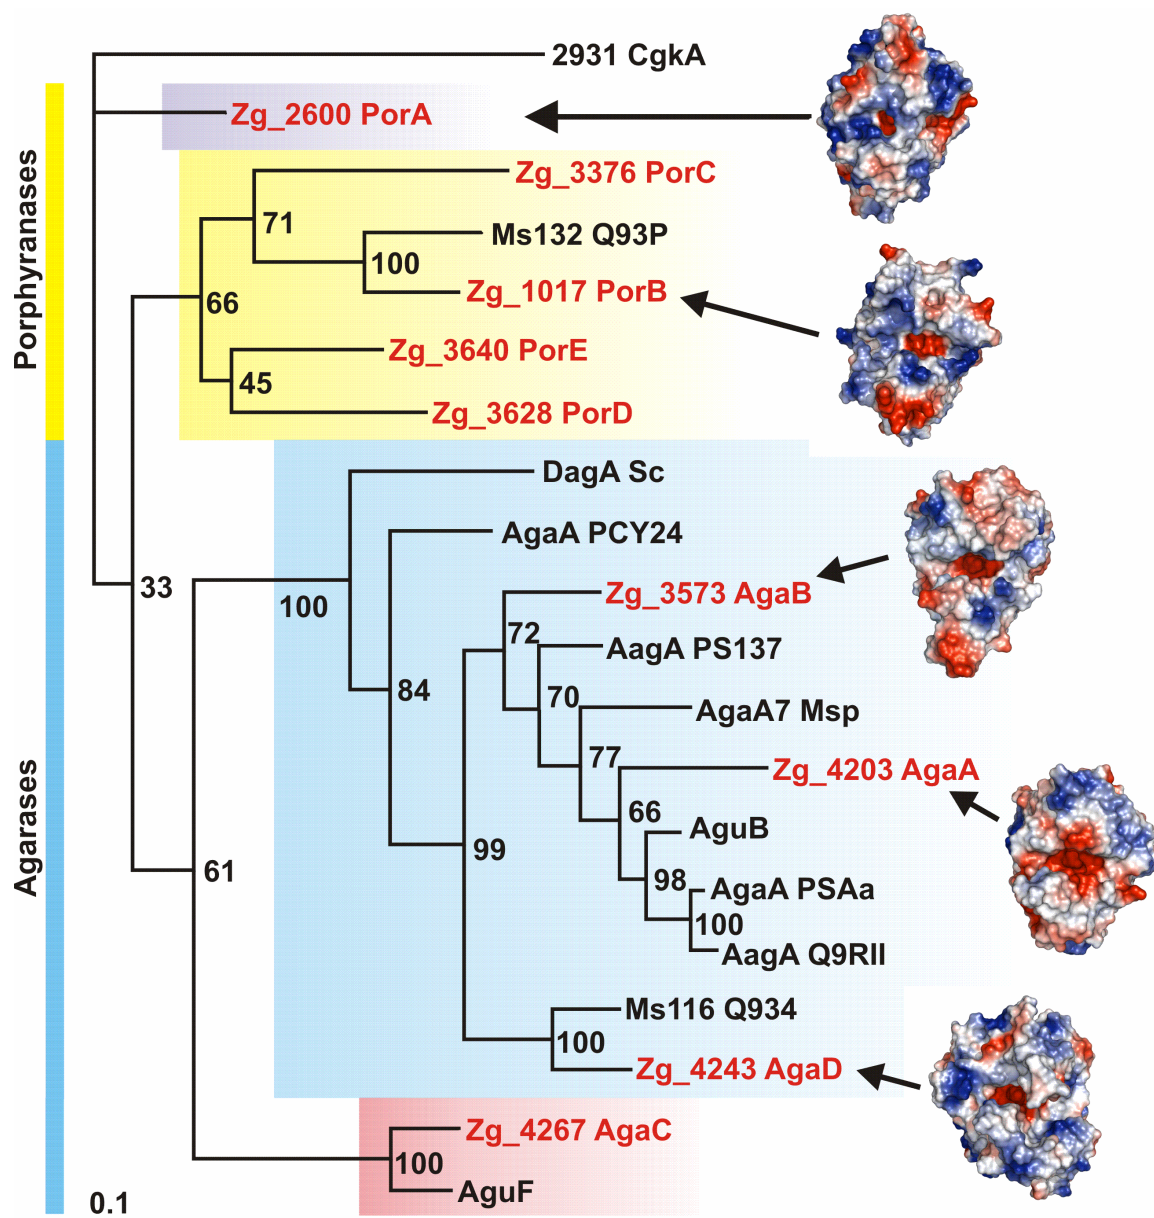 2931 CgkA
Zg_2600 PorA
Porphyranases
Zg_3376 PorC
71
Ms132 Q93P
100
Zg_1017 PorB
66
Zg_3640 PorE
45
Zg_3628 PorD
DagA Sc
AgaA PCY24
33
Zg_3573 AgaB
100
72
AagA PS137
84
70
AgaA7 Msp
77
Zg_4203 AgaA
Agarases
66
AguB
99
61
98
AgaA PSAa
100
AagA Q9RII
Ms116 Q934
100
Zg_4243 AgaD
Zg_4267 AgaC
100
AguF
0.1